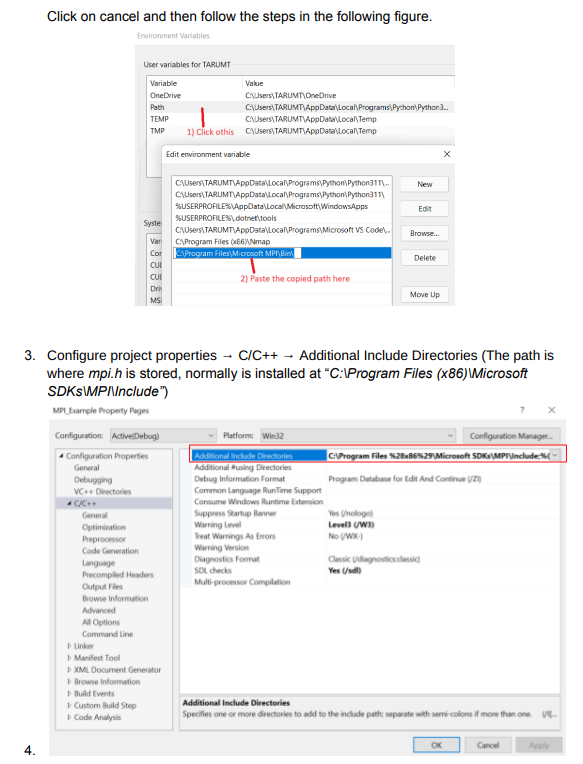 Click on cancel and then follow the steps in the following figure.
Environment Variables
User variables for TARUMT
Variable Value
OneDrive C:\Users\TARUMT\OneDrive
Path C:\Users\TARUMT\AppData\Local\Programs\Python\Python3...
TEMP C:\Users\TARUMT\AppData\Local\Temp
TMP 1) Click othis C:\Users\TARUMT\AppData\Local\Temp
Edit environment variable
C:\Users\TARUMT\AppData\Local\Programs\Python\Python311\...
New
C:\Users\TARUMT\AppData\Local\Programs\Python\Python311\
%USERPROFILE%\AppData\Local\Microsoft\WindowsApps
Edit
%USERPROFILE%\.dotnet\tools
Syste
C:\Users\TARUMT\AppData\Local\Programs\Microsoft VS Code\...
Browse...
Var
C:\Program Files (x86)\Nmap
Cor
C:\Program Files\Microsoft MPI\Bin\
Delete
CUI
CUI
2) Paste the copied path here
Dri
Move Up
MS
3. Configure project properties → C/C++ → Additional Include Directories (The path is
where mpi.h is stored, normally is installed at “C:\Program Files (x86)\Microsoft
SDKs\MPI\Include”)
MPI_Example Property Pages ? ×
Configuration: Active(Debug) Platform: Win32 Configuration Manager...
Configuration Properties
General
Debugging
VC++ Directories
C/C++
General
Optimization
Preprocessor
Code Generation
Language
Precompiled Headers
Output Files
Browse Information
Advanced
All Options
Command Line
Linker
Manifest Tool
XML Document Generator
Browse Information
Build Events
Custom Build Step
Code Analysis
Additional Include Directories C:\Program Files %28x86%29\Microsoft SDKs\MPI\Include;%(
Additional #using Directories
Debug Information Format Program Database for Edit And Continue (/ZI)
Common Language RunTime Support
Consume Windows Runtime Extension
Suppress Startup Banner Yes (/nologo)
Warning Level Level3 (/W3)
Treat Warnings As Errors No (/WX-)
Warning Version
Diagnostics Format Classic (/diagnostics:classic)
SDL checks Yes (/sdl)
Multi-processor Compilation
Additional Include Directories
Specifies one or more directories to add to the include path; separate with semi-colons if more than one. (/I[...
4.
OK Cancel Apply